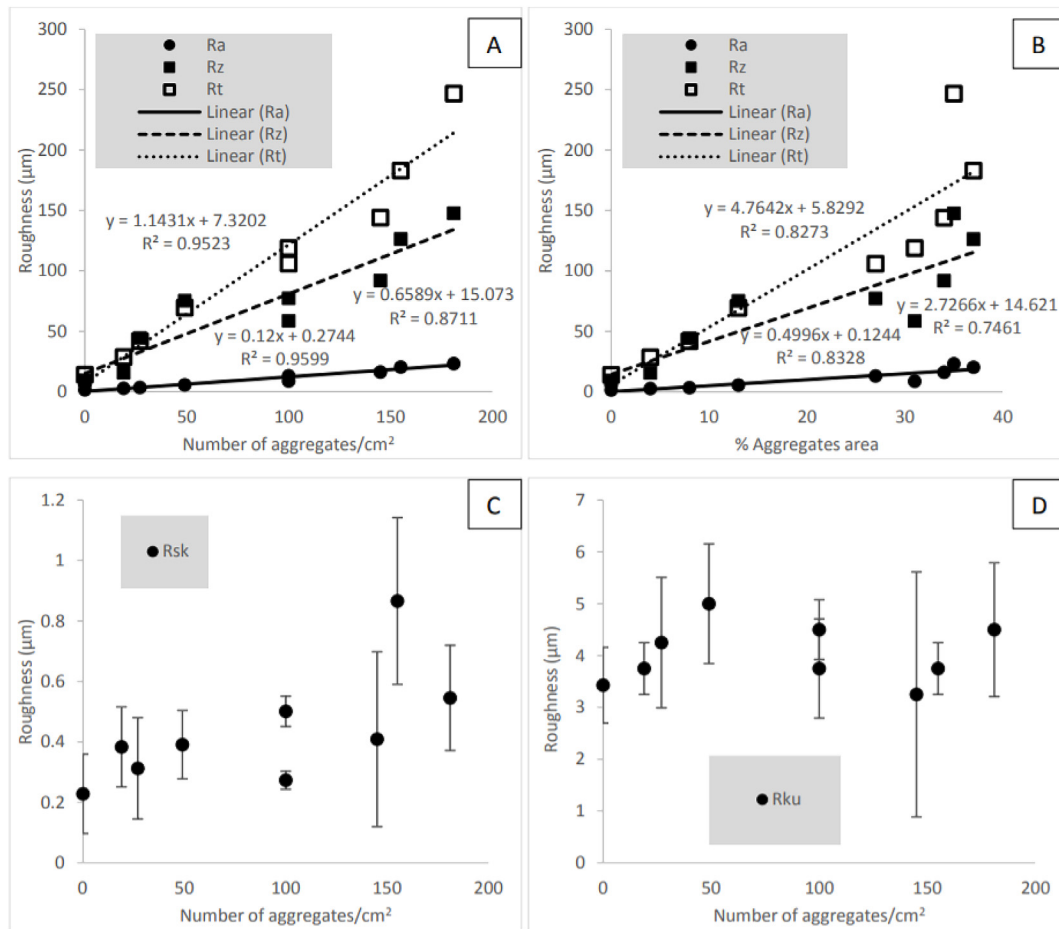 A
300
250
200
150
100
50
0
Roughness (µm)
Ra
Rz
Rt
Linear (Ra)
Linear (Rz)
Linear (Rt)
y = 1.1431x + 7.3202
R² = 0.9523
y = 0.6589x + 15.073
R² = 0.8711
y = 0.12x + 0.2744
R² = 0.9599
0 50 100 150 200
Number of aggregates/cm²
B
300
250
200
150
100
50
0
Roughness (µm)
Ra
Rz
Rt
Linear (Ra)
Linear (Rz)
Linear (Rt)
y = 4.7642x + 5.8292
R² = 0.8273
y = 2.7266x + 14.621
R² = 0.7461
y = 0.4996x + 0.1244
R² = 0.8328
0 10 20 30 40
% Aggregates area
C
1.2
1
0.8
0.6
0.4
0.2
0
Roughness (µm)
Rsk
0 50 100 150 200
Number of aggregates/cm²
D
7
6
5
4
3
2
1
0
Roughness (µm)
Rku
0 50 100 150 200
Number of aggregates/cm²